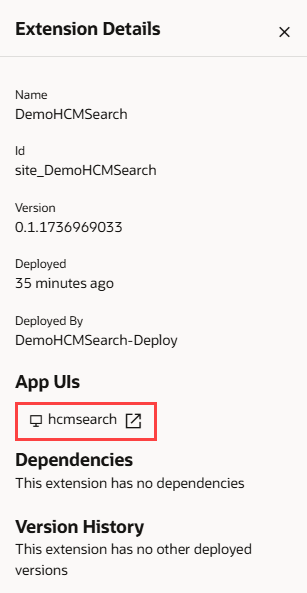 Extension Details
Name
DemoHCMSearch
Id
site_DemoHCMSearch
Version
0.1.1736969033
Deployed
35 minutes ago
Deployed By
DemoHCMSearch-Deploy
App UIs
hcmsearch
Dependencies
This extension has no dependencies
Version History
This extension has no other deployed
versions